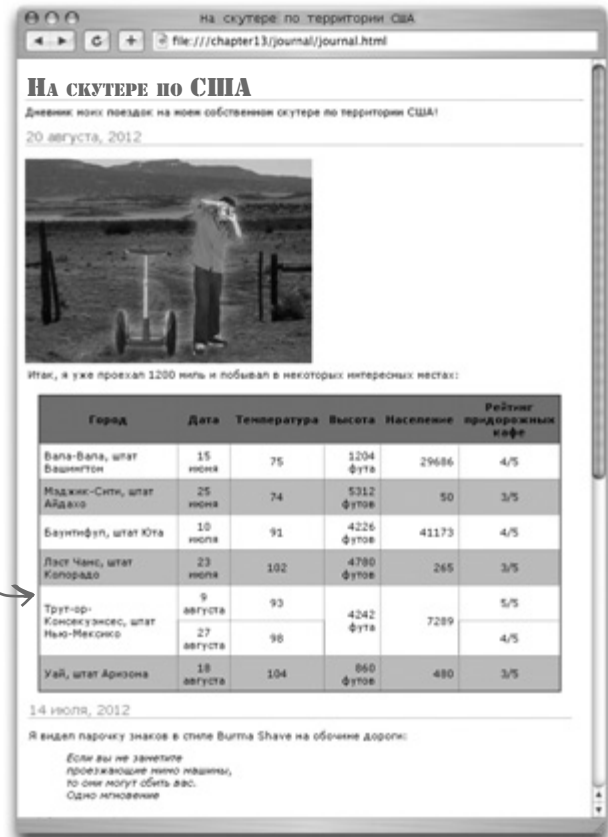 На скутере по территории США
file:///chapter13/journal/journal.html
На скутере по США
Дневник моих поездок на моем собственном скутере по территории США!
20 августа, 2012
Итак, я уже проехал 1200 миль и побывал в некоторых интересных местах:
Город Дата Температура Высота Население Рейтинг
придорожных
кафе
Вала-Вала, штат
Вашингтон
15
июня
75
1204
фута
29686
4/5
Мэджик-Сити, штат
Айдахо
25
июня
74
5312
футов
50
3/5
Баунтифул, штат Юта
10
июля
91
4226
футов
41173
4/5
Ласт Чанс, штат
Колорадо
23
июля
102
4780
футов
265
3/5
Трут-ор-
Консекуэнсес, штат
Нью-Мексико
9
августа
93
4242
фута
7289
5/5
27
августа
98
4/5
Уай, штат Аризона
18
августа
104
860
футов
480
3/5
14 июля, 2012
Я видел парочку знаков в стиле Burma Shave на обочине дороги:
Если вы не заметите
проезжающие мимо машины,
то они могут сбить вас.
Одно мгновение